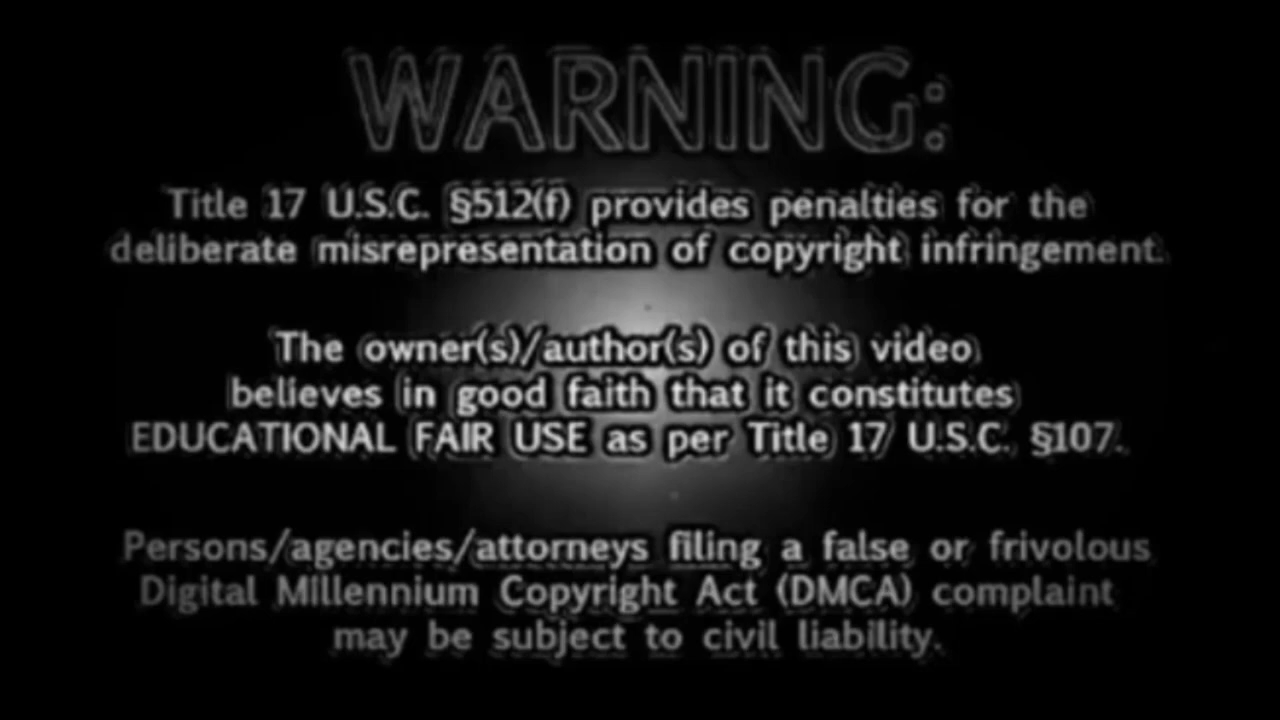 WARNING:
Title 17 U.S.C. §512(f) provides penalties for the
deliberate misrepresentation of copyright infringement.
The owner(s)/author(s) of this video
believes in good faith that it constitutes
EDUCATIONAL FAIR USE as per Title 17 U.S.C. §107.
Persons/agencies/attorneys filing a false or frivolous
Digital Millennium Copyright Act (DMCA) complaint
may be subject to civil liability.